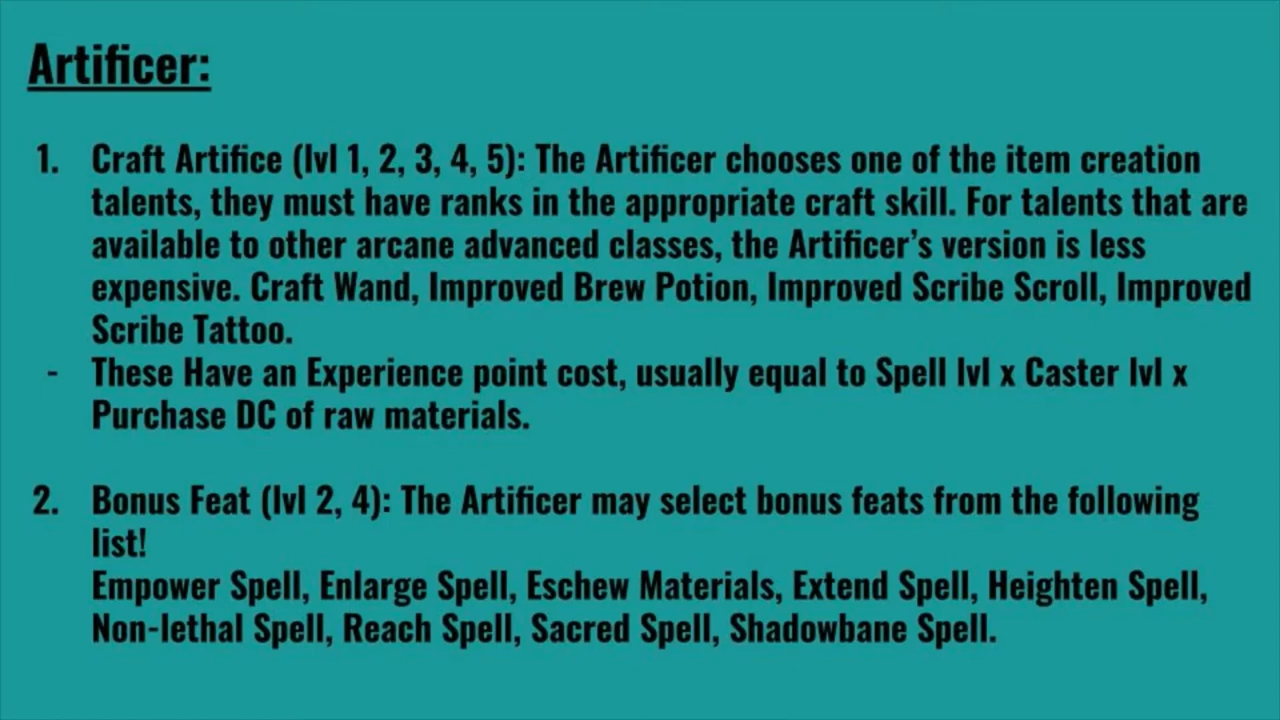 Artificer:
1. Craft Artifice (lvl 1, 2, 3, 4, 5): The Artificer chooses one of the item creation
talents, they must have ranks in the appropriate craft skill. For talents that are
available to other arcane advanced classes, the Artificer’s version is less
expensive. Craft Wand, Improved Brew Potion, Improved Scribe Scroll, Improved
Scribe Tattoo.
- These Have an Experience point cost, usually equal to Spell lvl x Caster lvl x
Purchase DC of raw materials.
2. Bonus Feat (lvl 2, 4): The Artificer may select bonus feats from the following
list!
Empower Spell, Enlarge Spell, Eschew Materials, Extend Spell, Heighten Spell,
Non-lethal Spell, Reach Spell, Sacred Spell, Shadowbane Spell.